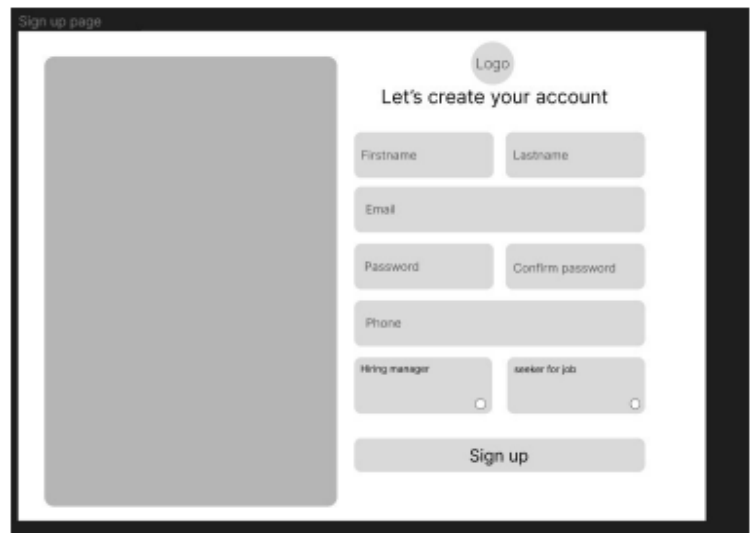 Sign up page
Logo
Let's create your account
Firstname
Lastname
Email
Password
Confirm password
Phone
Hiring manager
seeker for job
Sign up